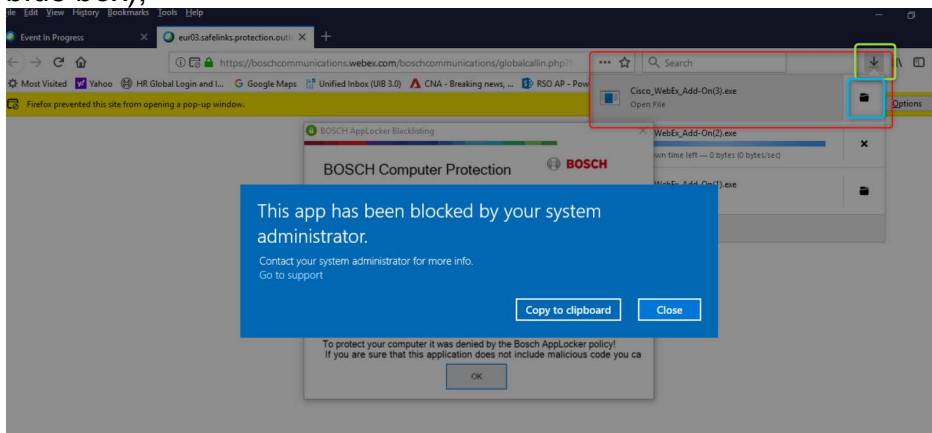 blue box),
File Edit View History Bookmarks Tools Help
Event In Progress
eur03.safelinks.protection.outlo
https://boschcommunications.webex.com/boschcommunications/globalcallin.php?
Search
Most Visited Yahoo HR Global Login and L... Google Maps Unified Inbox (UIB 3.0) CNA - Breaking news, ... RSO AP - Pow
Firefox prevented this site from opening a pop-up window.
Options
Cisco_WebEx_Add-On(3).exe
Open File
WebEx_Add-On(2).exe
wn time left — 0 bytes (0 bytes/sec)
WebEx_Add-On(1).exe
BOSCH AppLocker Blacklisting
BOSCH Computer Protection
BOSCH
This app has been blocked by your system
administrator.
Contact your system administrator for more info.
Go to support
Copy to clipboard Close
To protect your computer it was denied by the Bosch AppLocker policy!
If you are sure that this application does not include malicious code you ca
OK